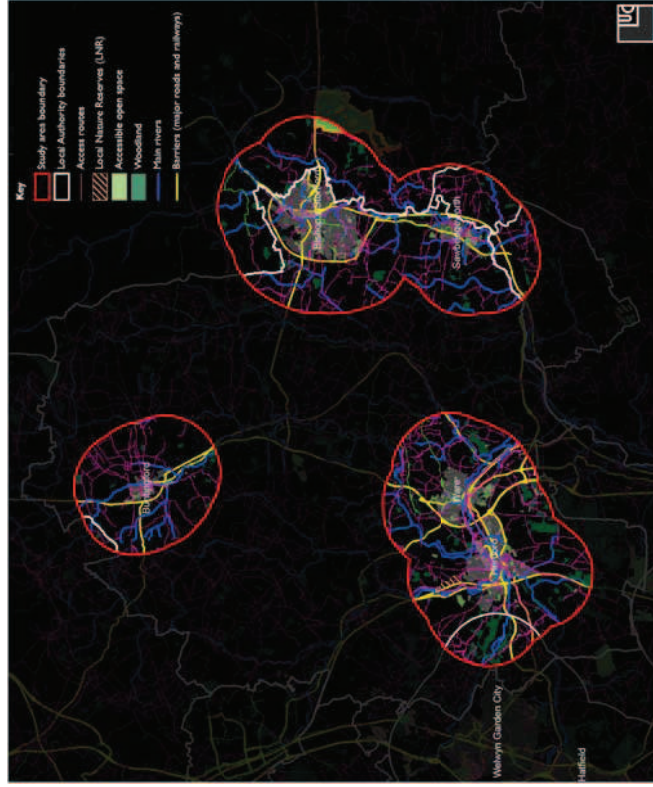 Key
Study area boundary
Local Authority boundaries
Access routes
Local Nature Reserves (LNR)
Accessible open space
Woodland
Main rivers
Barriers (major roads and railways)
Buntingford
Sawbridgeworth
Ware
Hertford
Welwyn Garden City
Hatfield